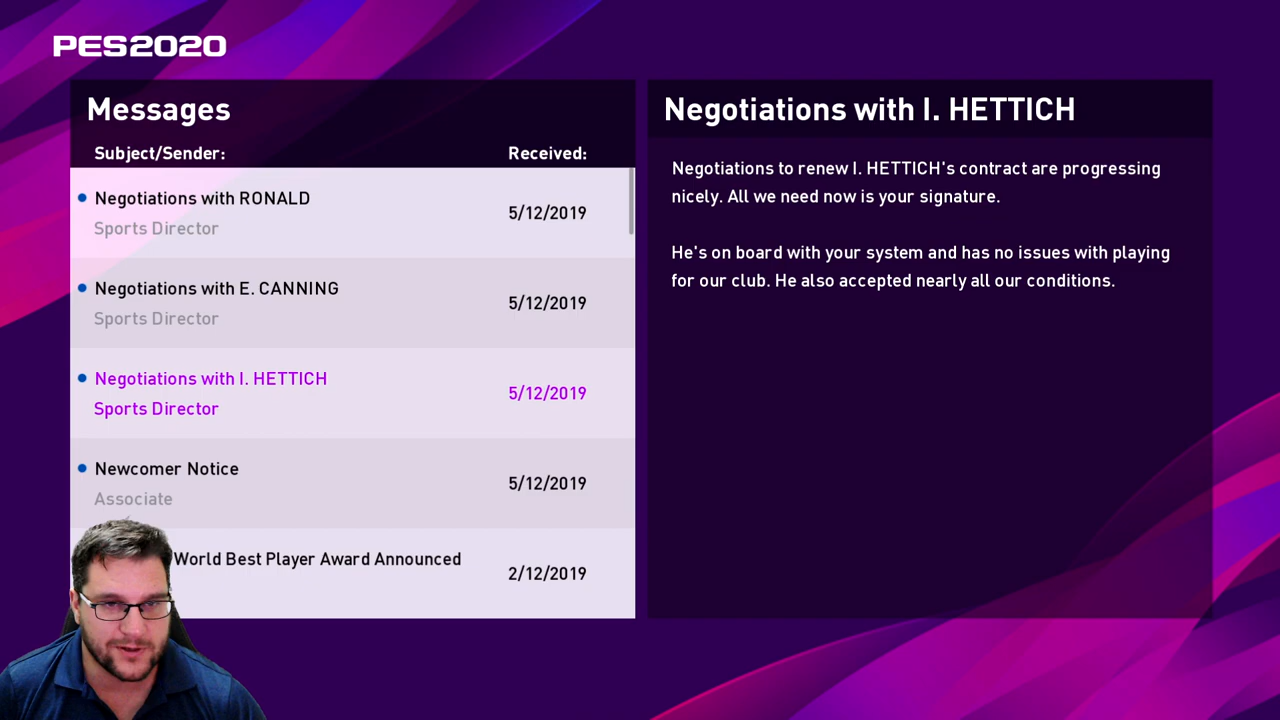 PES2020
Messages
Subject/Sender:
Received:
Negotiations with RONALD
Sports Director
5/12/2019
Negotiations with E. CANNING
Sports Director
5/12/2019
Negotiations with I. HETTICH
Sports Director
5/12/2019
Newcomer Notice
Associate
5/12/2019
World Best Player Award Announced
2/12/2019
Negotiations with I. HETTICH
Negotiations to renew I. HETTICH's contract are progressing
nicely. All we need now is your signature.
He's on board with your system and has no issues with playing
for our club. He also accepted nearly all our conditions.